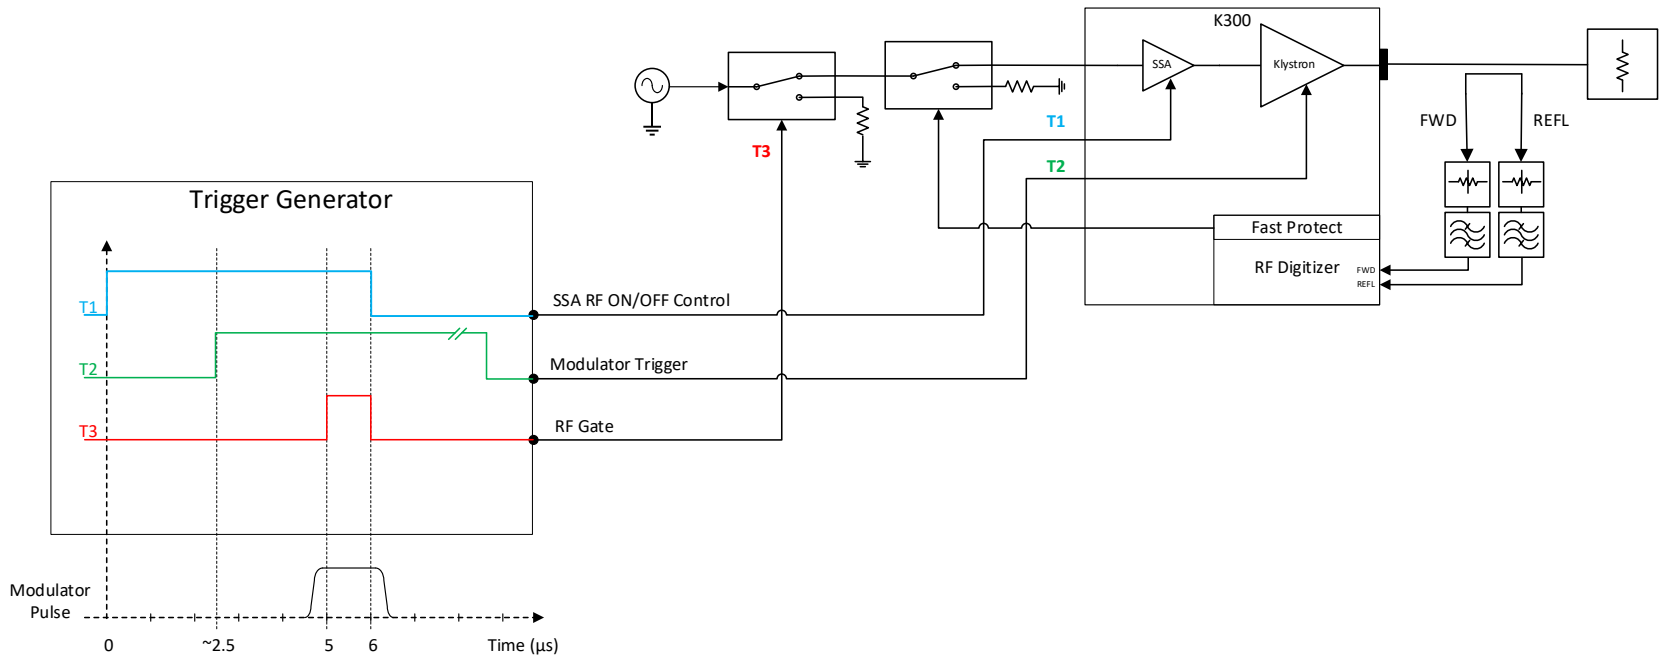 K300
SSA
Klystron
T1
FWD
REFL
T3
T2
Trigger Generator
Fast Protect
RF Digitizer
FWD
REFL
T1
SSA RF ON/OFF Control
T2
Modulator Trigger
T3
RF Gate
Modulator
Pulse
0
~2.5
5
6
Time (µs)